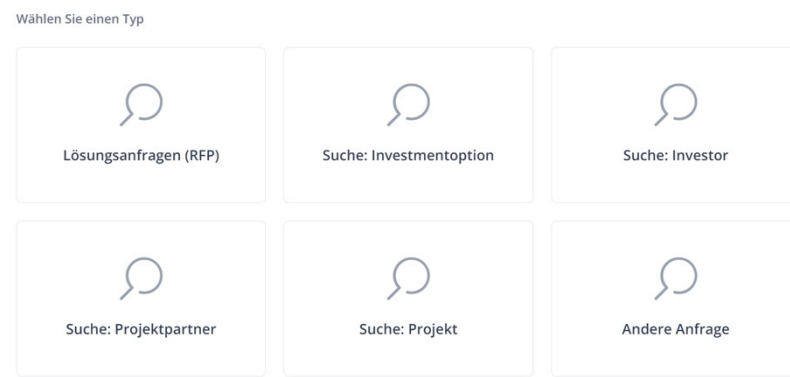 Wählen Sie einen Typ
Lösungsanfragen (RFP)
Suche: Investmentoption
Suche: Investor
Suche: Projektpartner
Suche: Projekt
Andere Anfrage